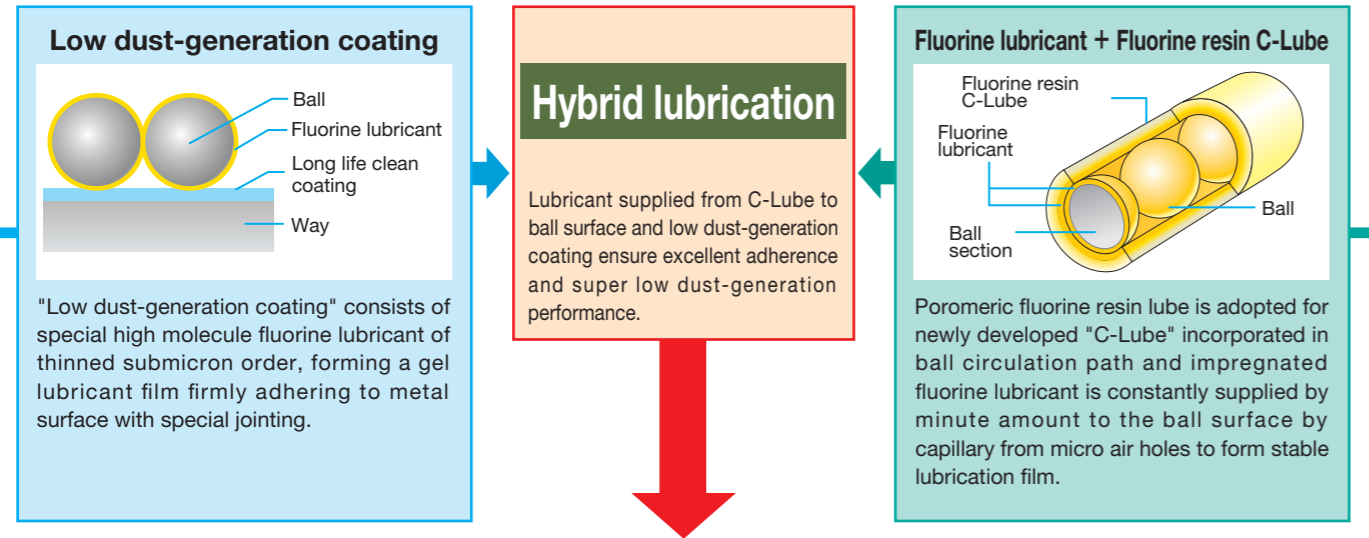 Low dust-generation coating
Ball
Fluorine lubricant
Long life clean
coating
Way
"Low dust-generation coating" consists of
special high molecule fluorine lubricant of
thinned submicron order, forming a gel
lubricant film firmly adhering to metal
surface with special jointing.
Hybrid lubrication
Lubricant supplied from C-Lube to
ball surface and low dust-generation
coating ensure excellent adherence
and super low dust-generation
performance.
Fluorine lubricant + Fluorine resin C-Lube
Fluorine resin
C-Lube
Fluorine
lubricant
Ball
Ball
section
Poromeric fluorine resin lube is adopted for
newly developed "C-Lube" incorporated in
ball circulation path and impregnated
fluorine lubricant is constantly supplied by
minute amount to the ball surface by
capillary from micro air holes to form stable
lubrication film.